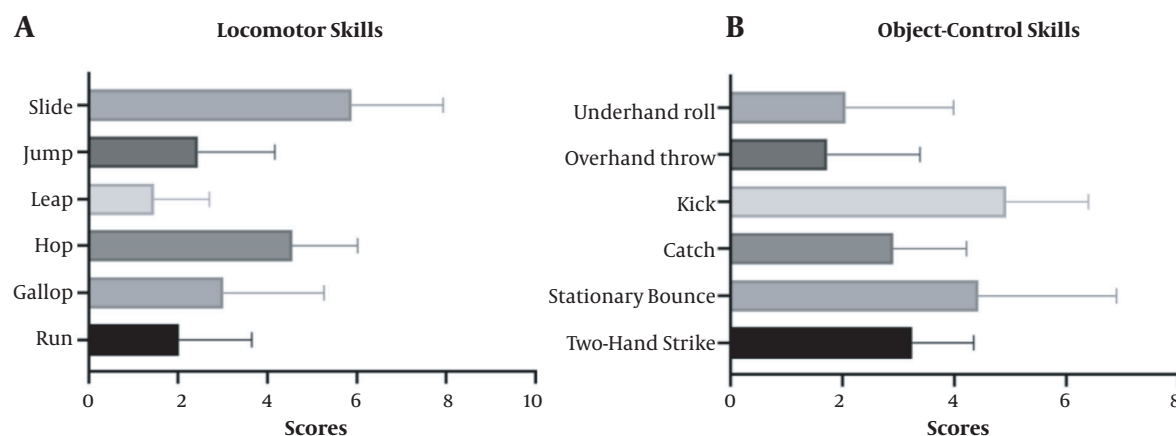 A
Locomotor Skills
Slide
Jump
Leap
Hop
Gallop
Run
0 2 4 6 8 10
Scores
B
Object-Control Skills
Underhand roll
Overhand throw
Kick
Catch
Stationary Bounce
Two-Hand Strike
0 2 4 6 8
Scores